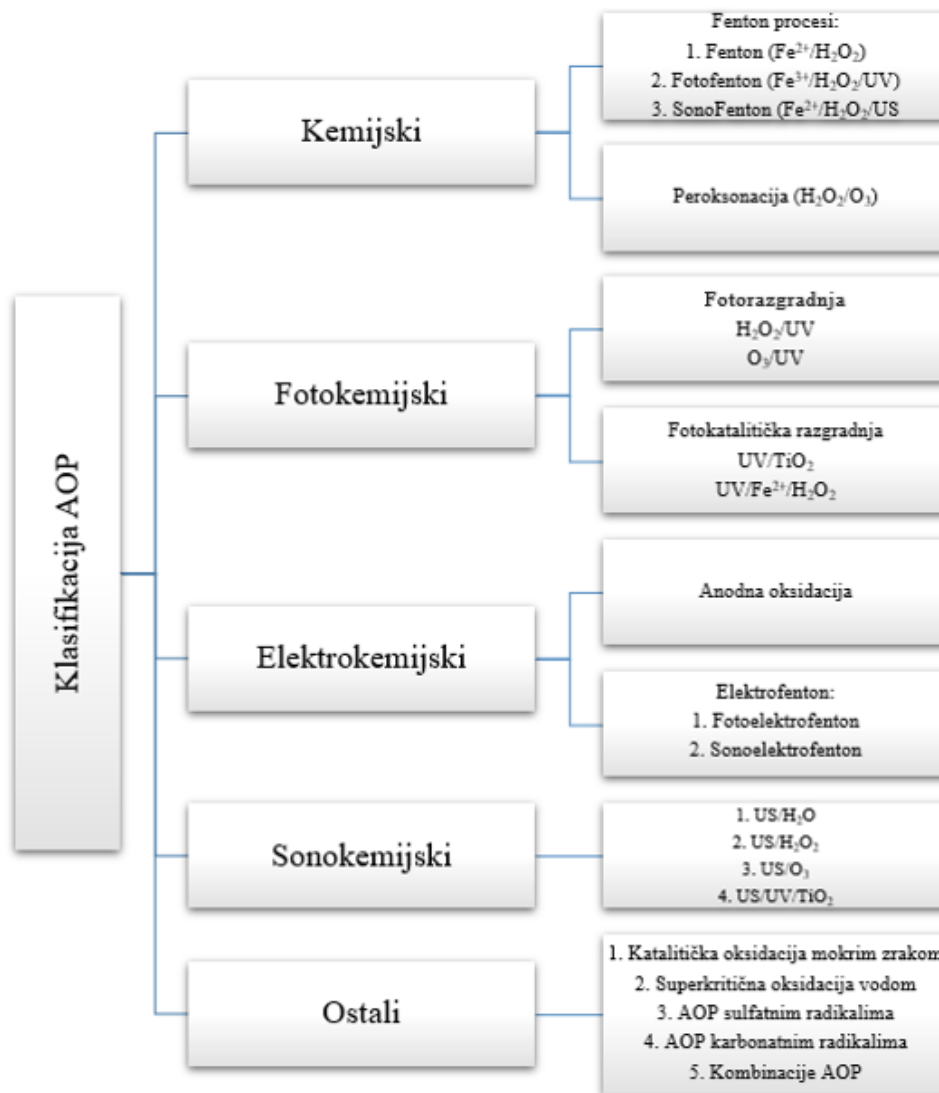 Klasifikacija AOP
Kemijski
Fenton procesi:
1. Fenton (Fe²⁺/H₂O₂)
2. Fotofenton (Fe³⁺/H₂O₂/UV)
3. SonoFenton (Fe²⁺/H₂O₂/US
Peroksonacija (H₂O₂/O₃)
Fotokemijski
Fotorazgradnja
H₂O₂/UV
O₃/UV
Fotokatalitička razgradnja
UV/TiO₂
UV/Fe²⁺/H₂O₂
Elektrokemijski
Anodna oksidacija
Elektrofenton:
1. Fotoelektrofenton
2. Sonoelektrofenton
Sonokemijski
1. US/H₂O
2. US/H₂O₂
3. US/O₃
4. US/UV/TiO₂
Ostali
1. Katalitička oksidacija mokrim zrakom
2. Superkritična oksidacija vodom
3. AOP sulfatnim radikalima
4. AOP karbonatnim radikalima
5. Kombinacije AOP